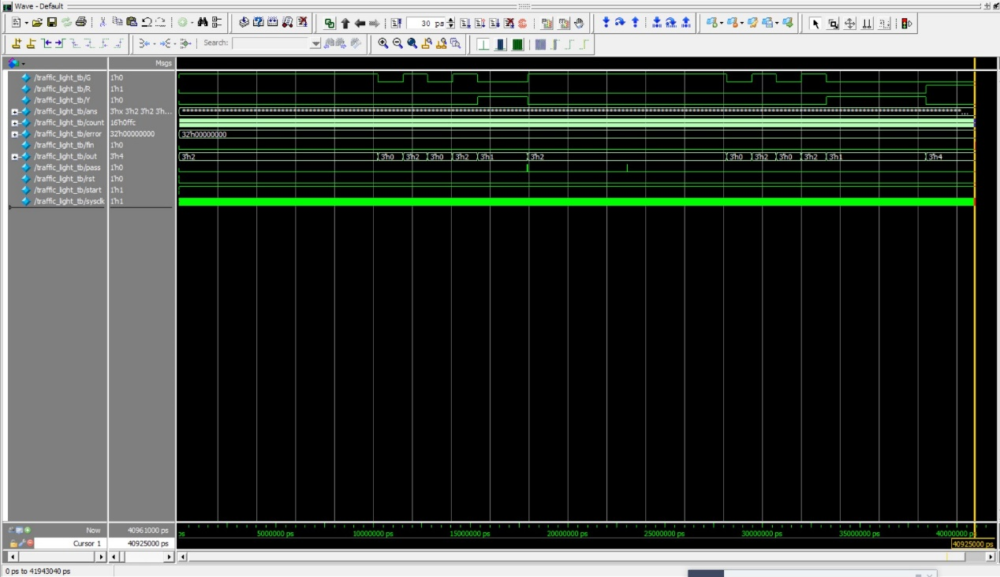 Wave - Default
30 ps
Search:
Msgs
/traffic_light_tb/G 1'h0
/traffic_light_tb/R 1'h1
/traffic_light_tb/Y 1'h0
/traffic_light_tb/ans 3'hx 3'h2 3'h2 3'h...
/traffic_light_tb/count 16'h0ffc
/traffic_light_tb/error 32'h00000000 32'h00000000
/traffic_light_tb/fin 1'h0
/traffic_light_tb/out 3'h4 3'h2 3'h0 3'h2 3'h0 3'h2 3'h1 3'h2 3'h0 3'h2 3'h0 3'h2 3'h1 3'h4
/traffic_light_tb/pass 1'h0
/traffic_light_tb/rst 1'h0
/traffic_light_tb/start 1'h1
/traffic_light_tb/sysclk 1'h1
Now 40961000 ps
ps 5000000 ps 10000000 ps 15000000 ps 20000000 ps 25000000 ps 30000000 ps 35000000 ps 40000000 ps
Cursor 1 40925000 ps 40925000 ps
0 ps to 41943040 ps